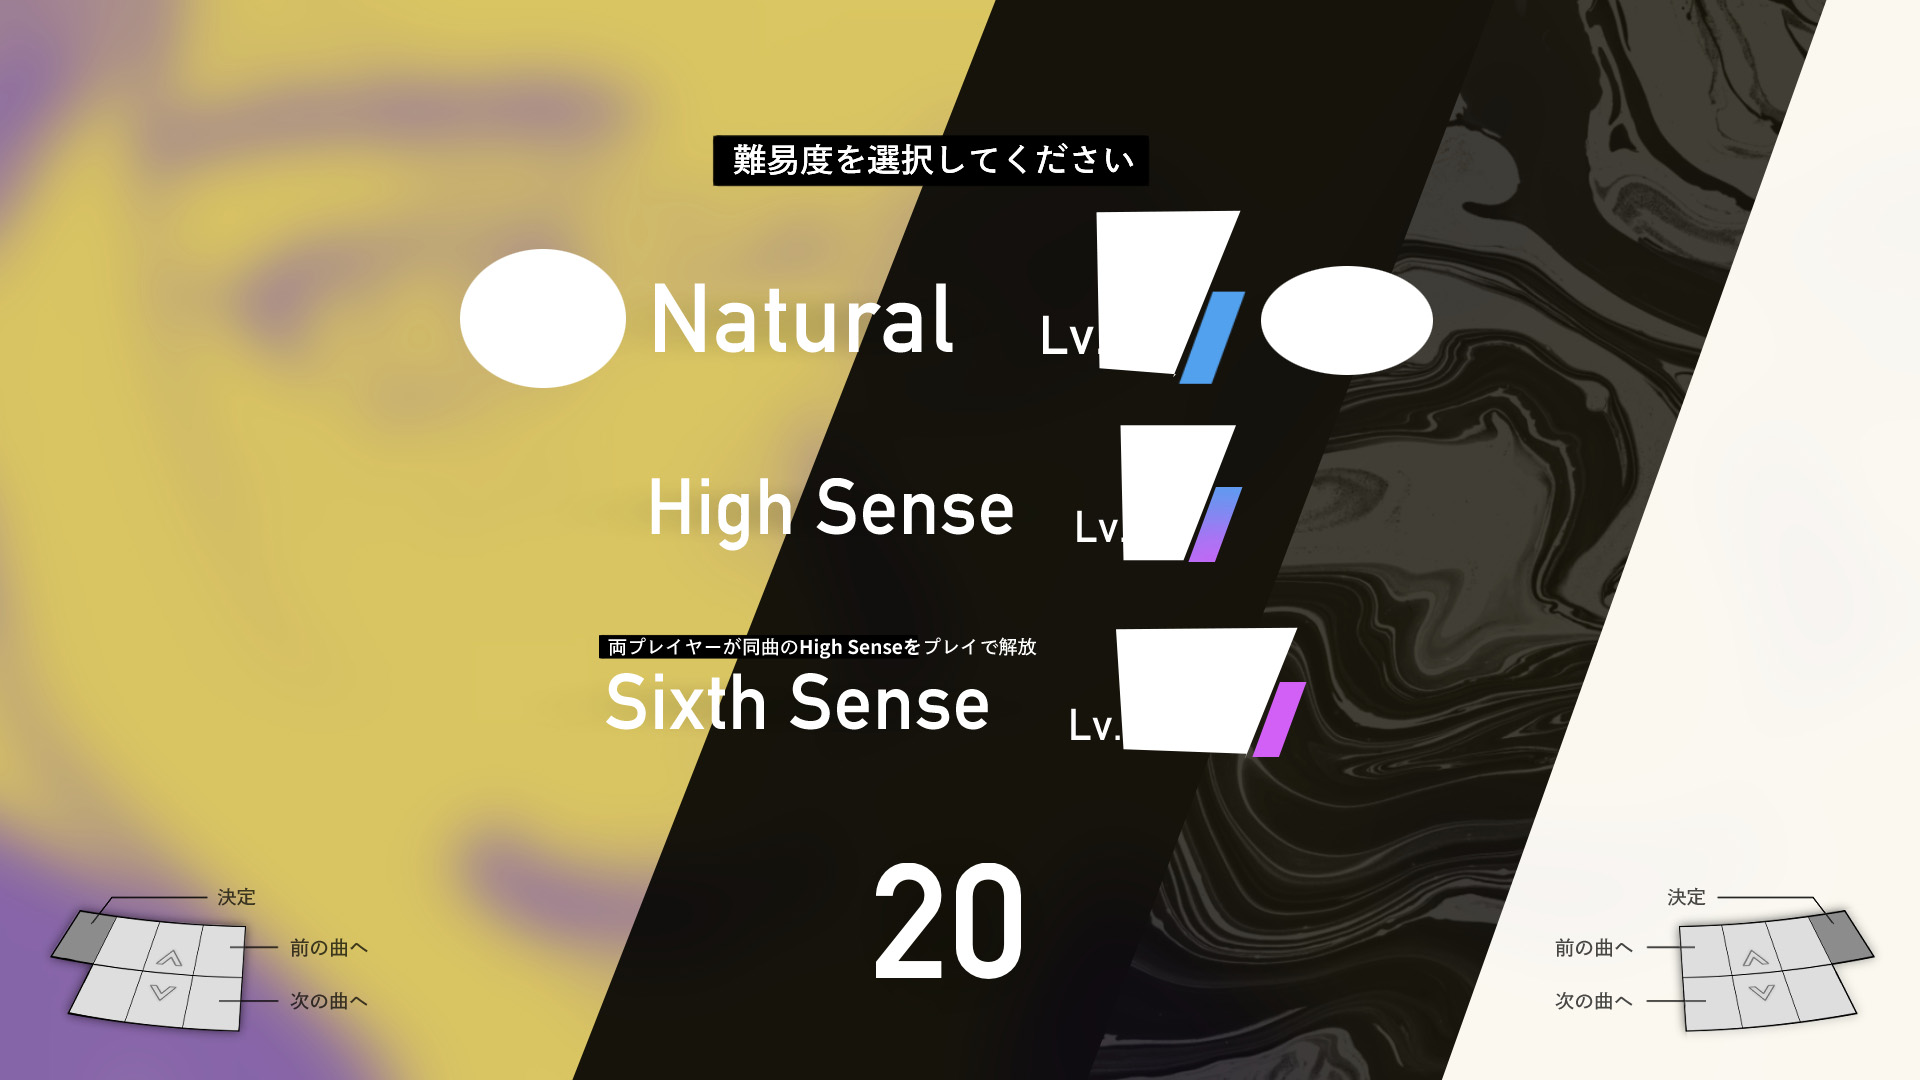 難易度を選択してください
Natural Lv.
High Sense Lv.
両プレイヤーが同曲のHigh Senseをプレイで解放
Sixth Sense Lv.
20
決定
前の曲へ
次の曲へ
決定
前の曲へ
次の曲へ